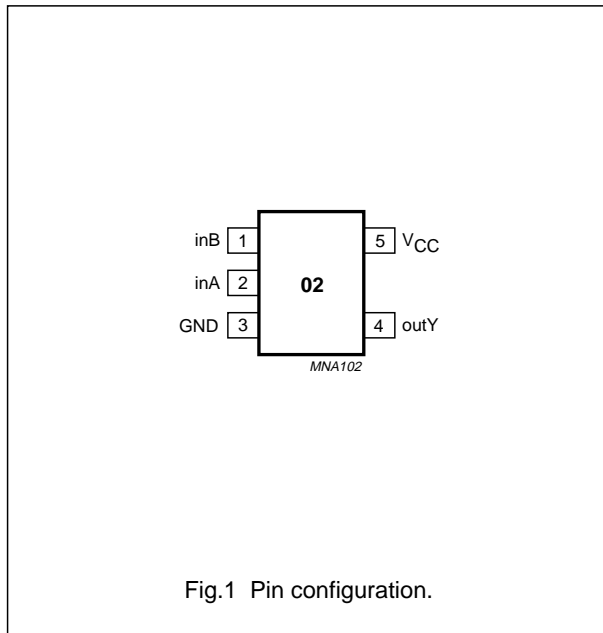 inB 1 5 VCC
inA 2 02
GND 3 4 outY
MNA102
Fig.1 Pin configuration.